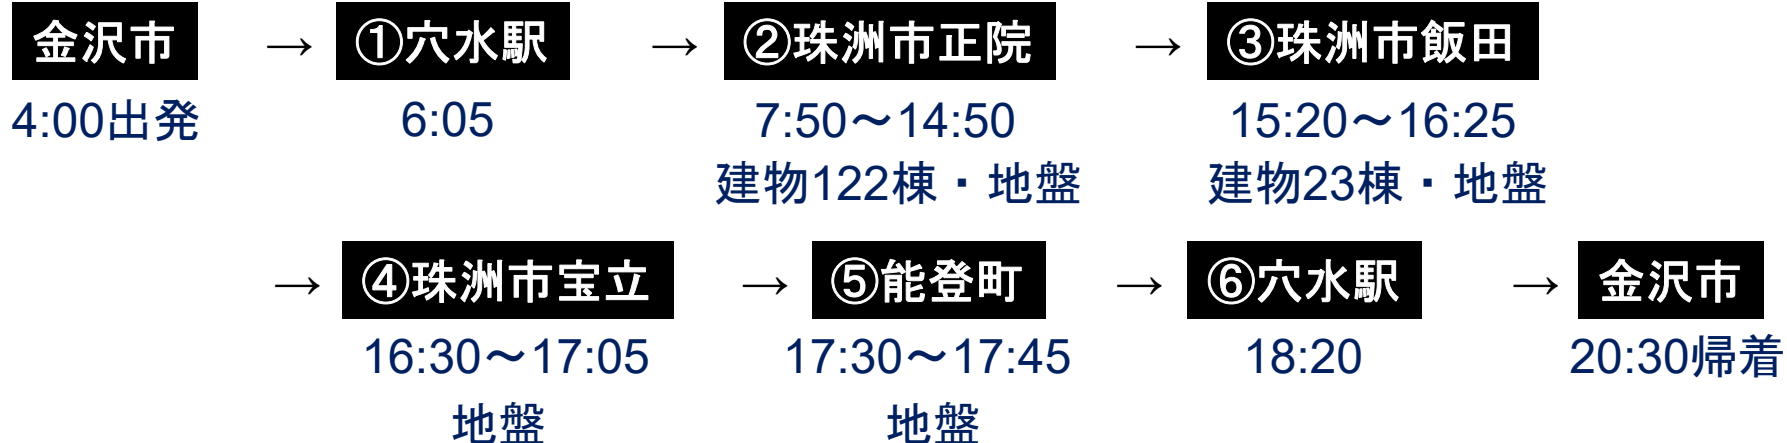 金沢市 → ①穴水駅 → ②珠洲市正院 → ③珠洲市飯田
4:00出発 6:05 7:50～14:50 15:20～16:25
建物122棟・地盤 建物23棟・地盤
→ ④珠洲市宝立 → ⑤能登町 → ⑥穴水駅 → 金沢市
16:30～17:05 17:30～17:45 18:20 20:30帰着
地盤 地盤